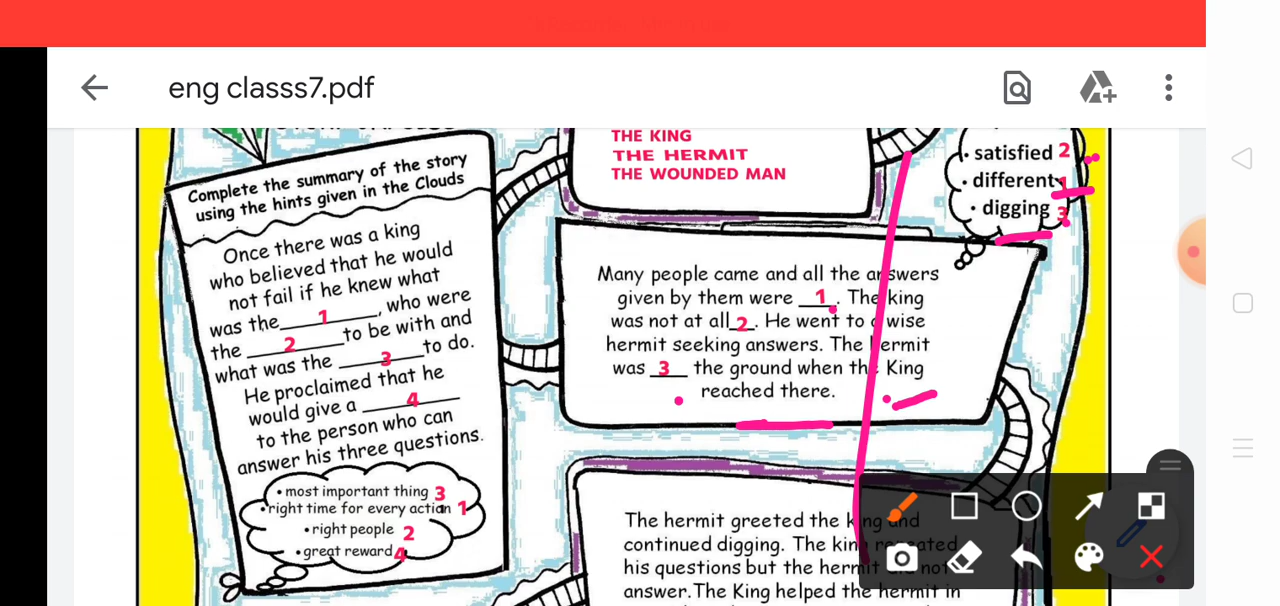 eng classs7.pdf
THE KING
THE HERMIT
THE WOUNDED MAN
• satisfied 2
• different 1
• digging 3
Complete the summary of the story
using the hints given in the Clouds
Once there was a king
who believed that he would
not fail if he knew what
was the 1, who were
the 2 to be with and
what was the 3 to do.
He proclaimed that he
would give a 4
to the person who can
answer his three questions.
• most important thing 3
• right time for every action 1
• right people 2
• great reward 4
Many people came and all the answers
given by them were 1. The king
was not at all 2. He went to a wise
hermit seeking answers. The hermit
was 3 the ground when the King
reached there.
The hermit greeted the king and
continued digging. The king repeated
his questions but the hermit did not
answer. The King helped the hermit in